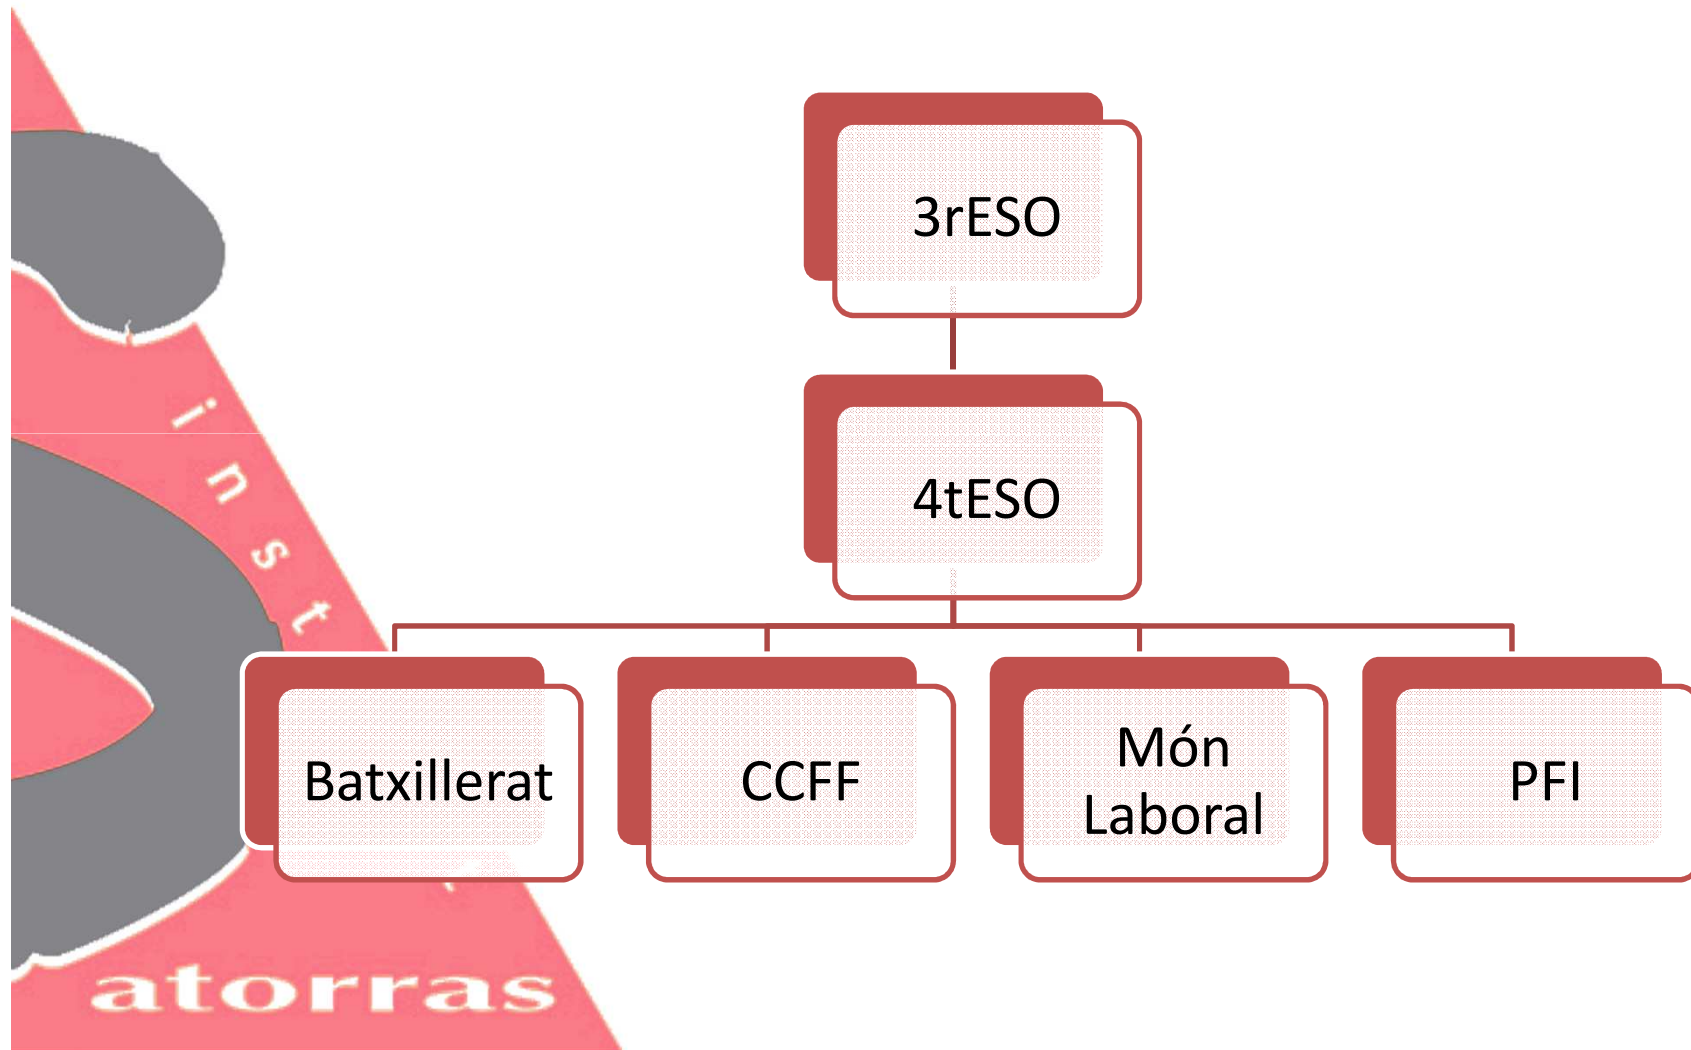 3rESO
4tESO
Batxillerat
CCFF
Món
Laboral
PFI
inst
atorras